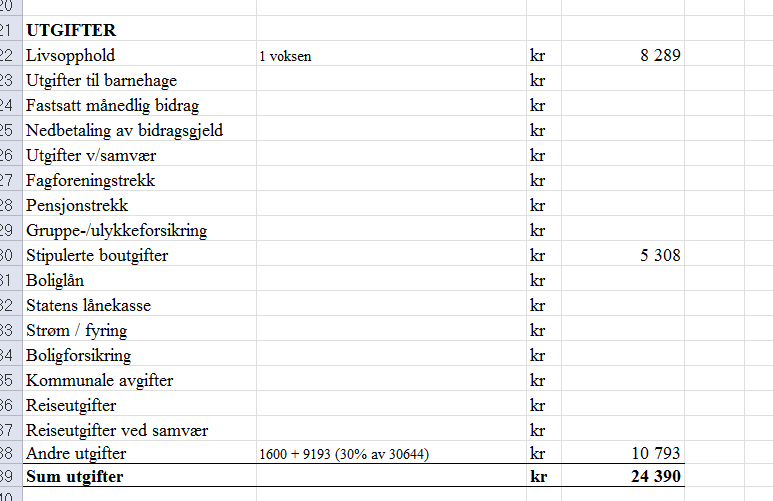 20
21 UTGIFTER
22 Livsopphold 1 voksen kr 8 289
23 Utgifter til barnehage kr
24 Fastsatt månedlig bidrag kr
25 Nedbetaling av bidragsgjeld kr
26 Utgifter v/samvær kr
27 Fagforeningstrekk kr
28 Pensjonstrekk kr
29 Gruppe-/ulykkeforsikring kr
30 Stipulerte boutgifter kr 5 308
31 Boliglån kr
32 Statens lånekasse kr
33 Strøm / fyring kr
34 Boligforsikring kr
35 Kommunale avgifter kr
36 Reiseutgifter kr
37 Reiseutgifter ved samvær kr
38 Andre utgifter 1600 + 9193 (30% av 30644) kr 10 793
39 Sum utgifter kr 24 390
40